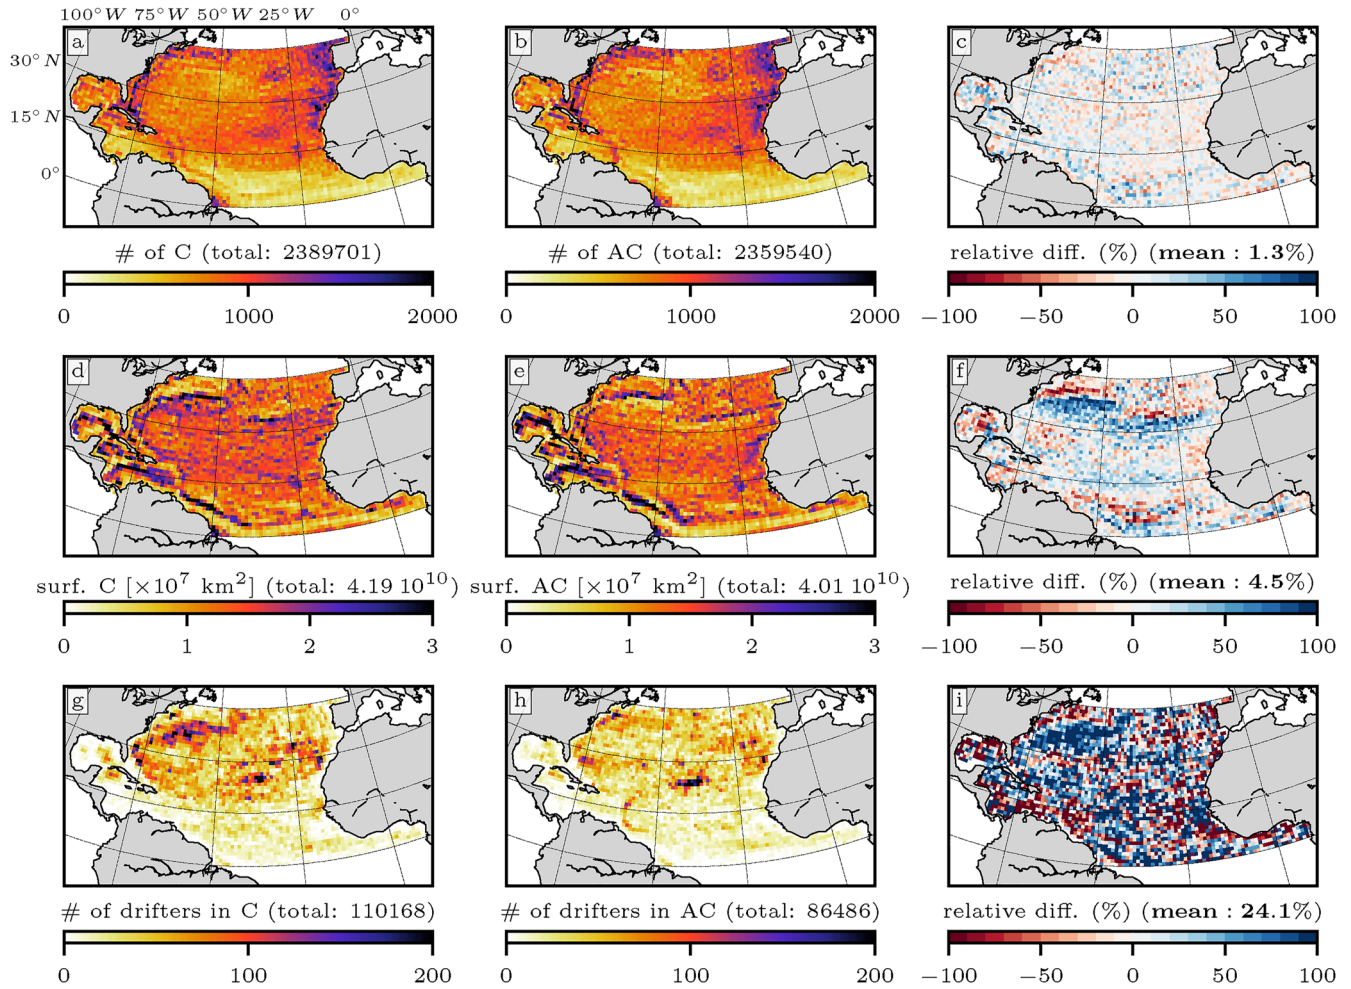 100°W 75°W 50°W 25°W 0°
30°N
15°N
0°
a
b
c
# of C (total: 2389701)
# of AC (total: 2359540)
relative diff. (%) (mean : 1.3%)
0 1000 2000
0 1000 2000
−100 −50 0 50 100
d
e
f
surf. C [×10⁷ km²] (total: 4.19 10¹⁰)
surf. AC [×10⁷ km²] (total: 4.01 10¹⁰)
relative diff. (%) (mean : 4.5%)
0 1 2 3
0 1 2 3
−100 −50 0 50 100
g
h
i
# of drifters in C (total: 110168)
# of drifters in AC (total: 86486)
relative diff. (%) (mean : 24.1%)
0 100 200
0 100 200
−100 −50 0 50 100